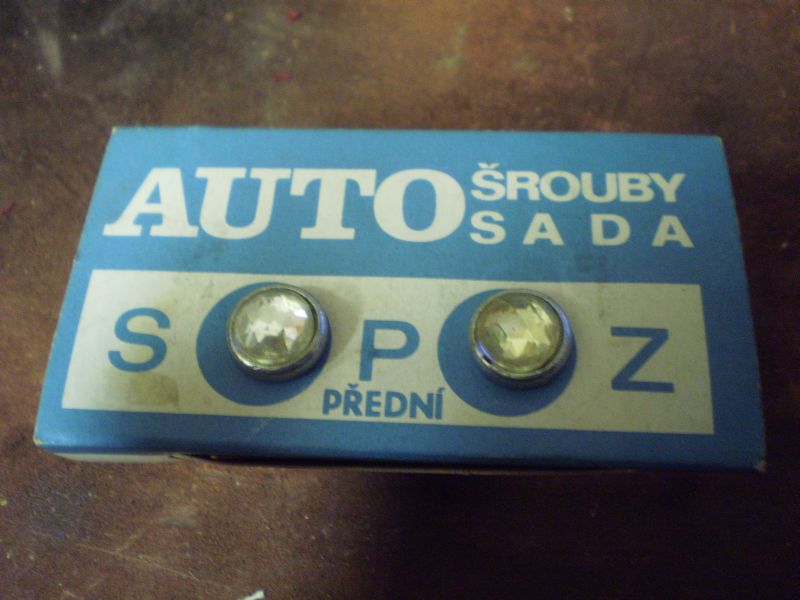 AUTO ŠROUBY
SADA
S P Z
PŘEDNÍ